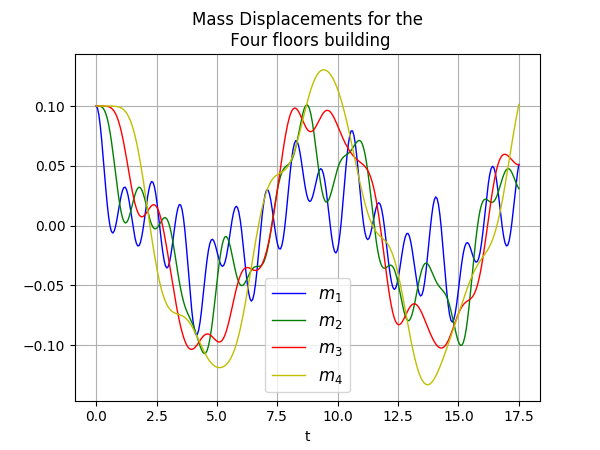 Mass Displacements for the
Four floors building
0.10
0.05
0.00
−0.05
−0.10
m1
m2
m3
m4
0.0 2.5 5.0 7.5 10.0 12.5 15.0 17.5
t